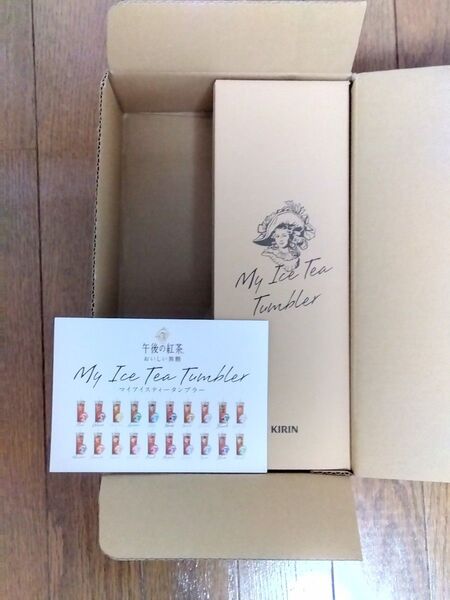 My Ice Tea
Tumbler
KIRIN
午後の紅茶
おいしい無糖
My Ice Tea Tumbler
マイアイスティータンブラー